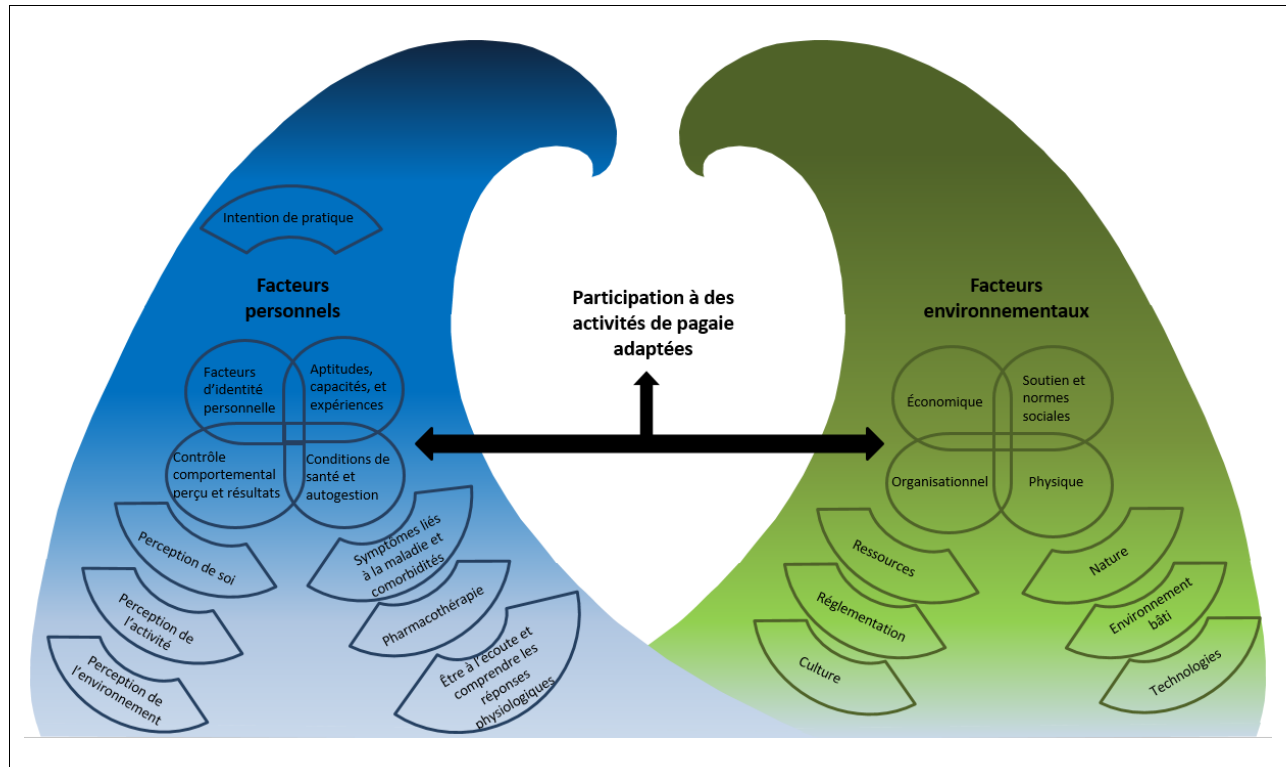 Intention de pratique
Facteurs
personnels
Facteurs
d'identité
personnelle
Aptitudes,
capacités, et
expériences
Contrôle
comportemental
perçu et résultats
Conditions de
santé et
autogestion
Perception de soi
Perception de
l'activité
Perception de
l'environnement
Symptômes liés
à la maladie et
comorbidités
Pharmacothérapie
Être à l'écoute et
comprendre les
réponses
physiologiques
Participation à des
activités de pagaie
adaptées
Facteurs
environnementaux
Économique
Soutien et
normes
sociales
Organisationnel
Physique
Ressources
Réglementation
Culture
Nature
Environnement
bâti
Technologies